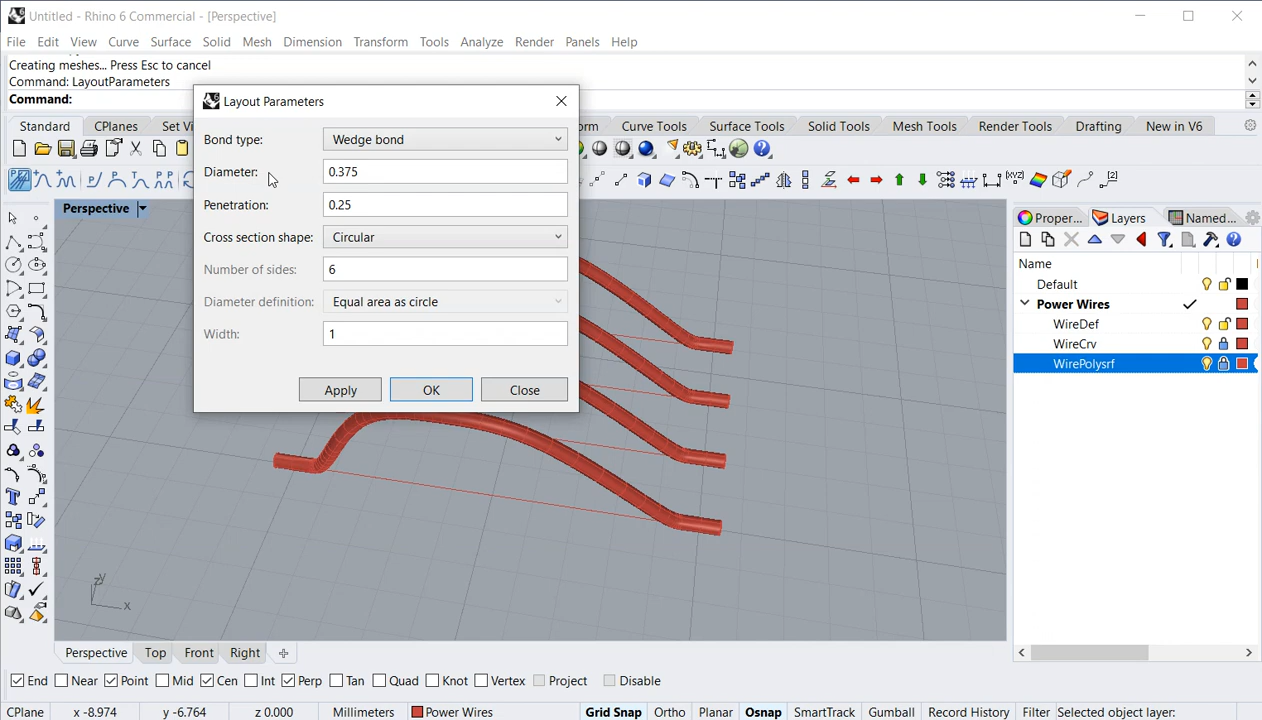 Untitled - Rhino 6 Commercial - [Perspective]
File Edit View Curve Surface Solid Mesh Dimension Transform Tools Analyze Render Panels Help
Creating meshes... Press Esc to cancel
Command: LayoutParameters
Command:
Layout Parameters
Standard CPlanes Set Vi Curve Tools Surface Tools Solid Tools Mesh Tools Render Tools Drafting New in V6
Bond type: Wedge bond
Diameter: 0.375
Penetration: 0.25
Cross section shape: Circular
Number of sides: 6
Diameter definition: Equal area as circle
Width: 1
Apply OK Close
Perspective
Proper... Layers Named...
Name
Default
Power Wires
WireDef
WireCrv
WirePolysrf
z y
x
Perspective Top Front Right
End Near Point Mid Cen Int Perp Tan Quad Knot Vertex Project Disable
CPlane x -8.974 y -6.764 z 0.000 Millimeters Power Wires Grid Snap Ortho Planar Osnap SmartTrack Gumball Record History Filter Current selected object layer: